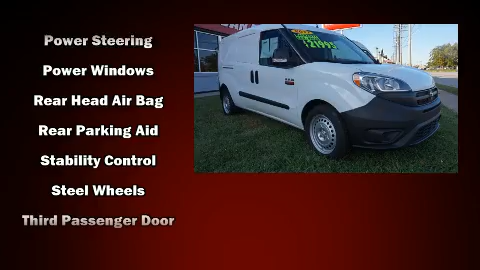 Power Steering
Power Windows
Rear Head Air Bag
Rear Parking Aid
Stability Control
Steel Wheels
Third Passenger Door